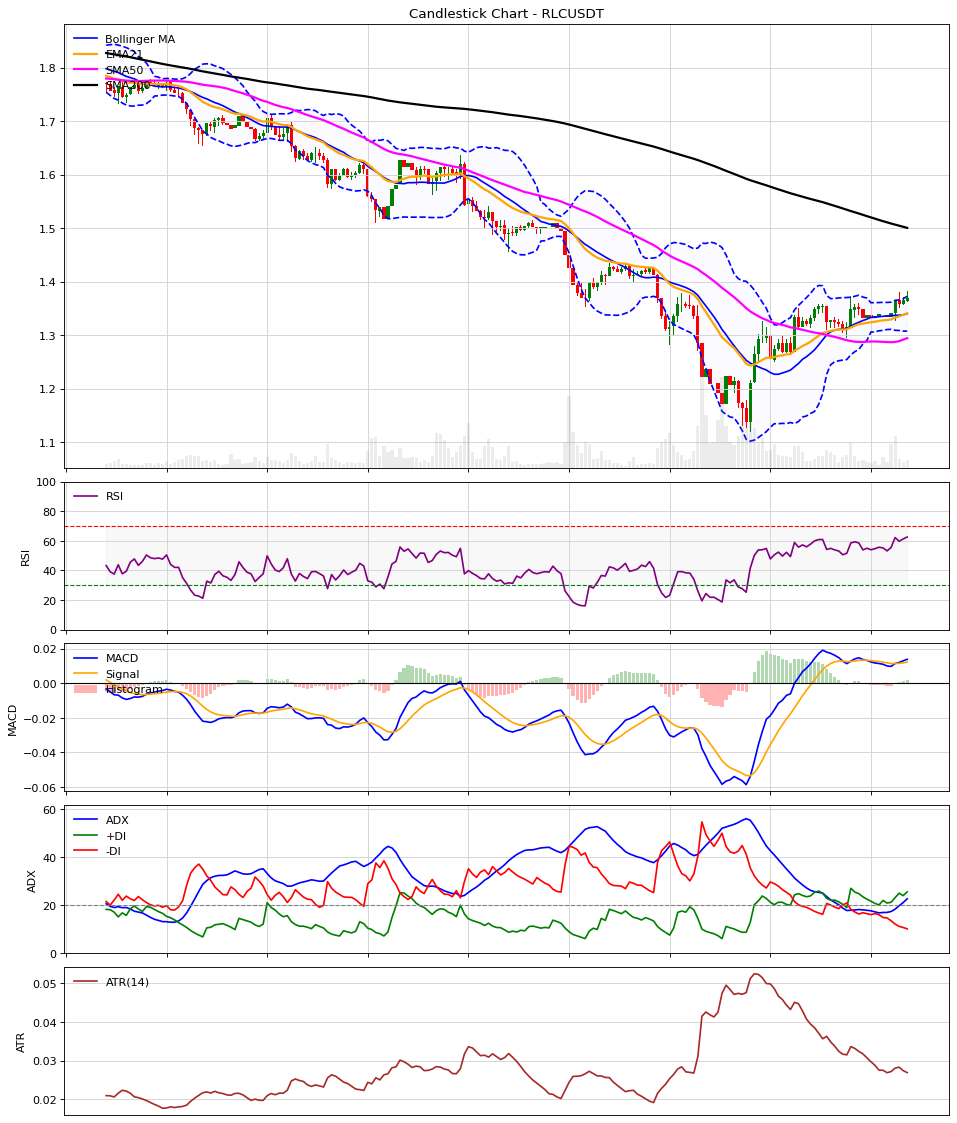 Candlestick Chart - RLCUSDT
Bollinger MA
EMA21
SMA50
SMA200
1.8
1.7
1.6
1.5
1.4
1.3
1.2
1.1
RSI
RSI
100
80
60
40
20
0
MACD
Signal
Histogram
MACD
0.02
0.00
−0.02
−0.04
−0.06
ADX
+DI
-DI
ADX
60
40
20
0
ATR(14)
ATR
0.05
0.04
0.03
0.02